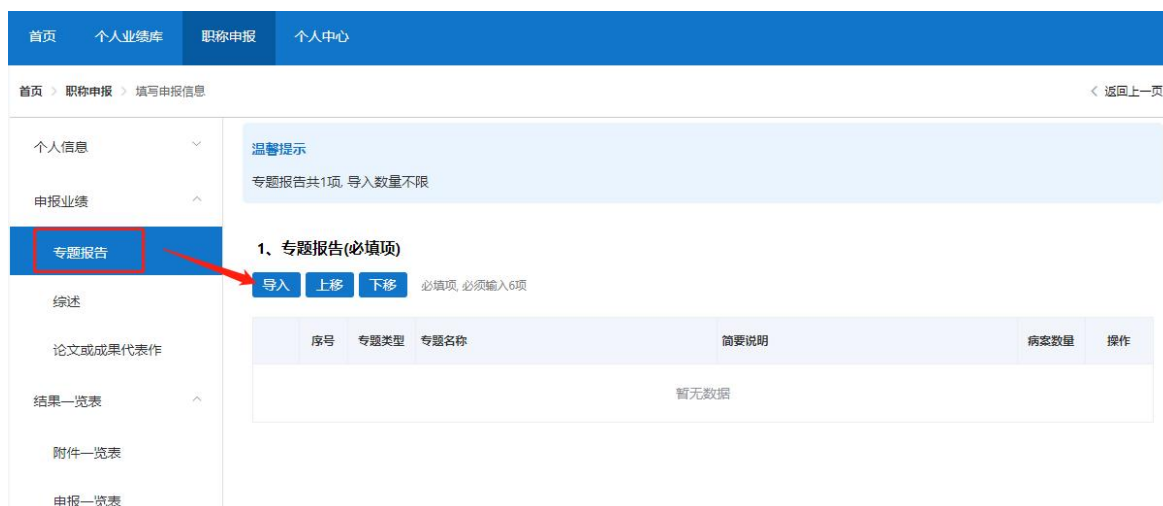 首页 个人业绩库 职称申报 个人中心
首页 > 职称申报 > 填写申报信息 < 返回上一页
个人信息
温馨提示
专题报告共1项, 导入数量不限
申报业绩
专题报告
1、专题报告(必填项)
导入 上移 下移 必填项, 必须输入6项
综述
序号 专题类型 专题名称 简要说明 病案数量 操作
论文或成果代表作
暂无数据
结果一览表
附件一览表
申报一览表